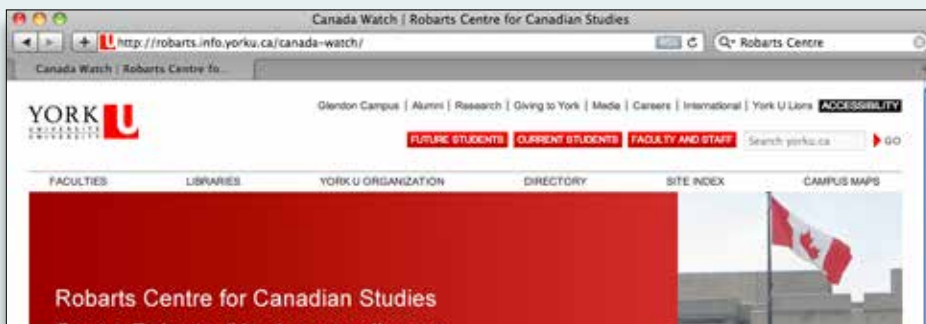 Canada Watch | Robarts Centre for Canadian Studies
http://robarts.info.yorku.ca/canada-watch/
Robarts Centre
Canada Watch | Robarts Centre fo...
YORK U
UNIVERSITÉ
UNIVERSITY
Glendon Campus | Alumni | Research | Giving to York | Media | Careers | International | York U Lions ACCESSIBILITY
FUTURE STUDENTS CURRENT STUDENTS FACULTY AND STAFF Search yorku.ca GO
FACULTIES LIBRARIES YORK U ORGANIZATION DIRECTORY SITE INDEX CAMPUS MAPS
Robarts Centre for Canadian Studies